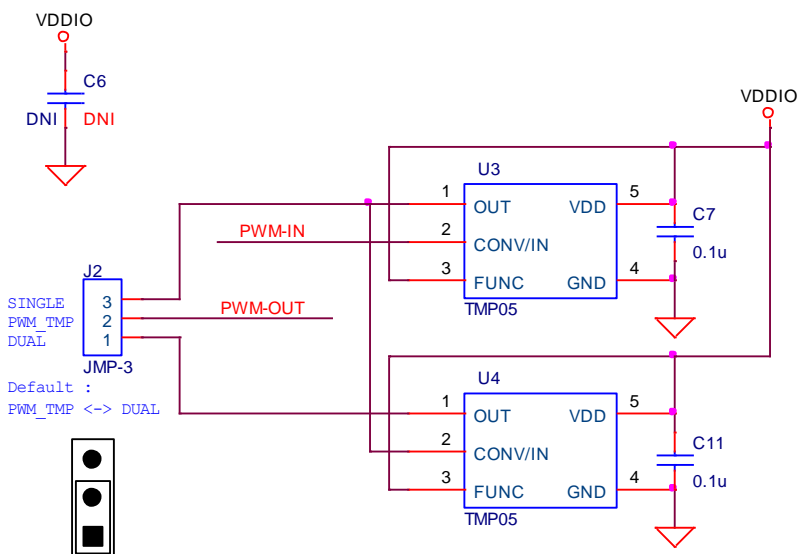 VDDIO
C6
DNI DNI
VDDIO
U3
1 OUT VDD 5
2 CONV/IN
3 FUNC GND 4
TMP05
C7
0.1u
PWM-IN
J2
SINGLE 3
PWM_TMP 2
DUAL 1
JMP-3
PWM-OUT
Default :
PWM_TMP <-> DUAL
U4
1 OUT VDD 5
2 CONV/IN
3 FUNC GND 4
TMP05
C11
0.1u